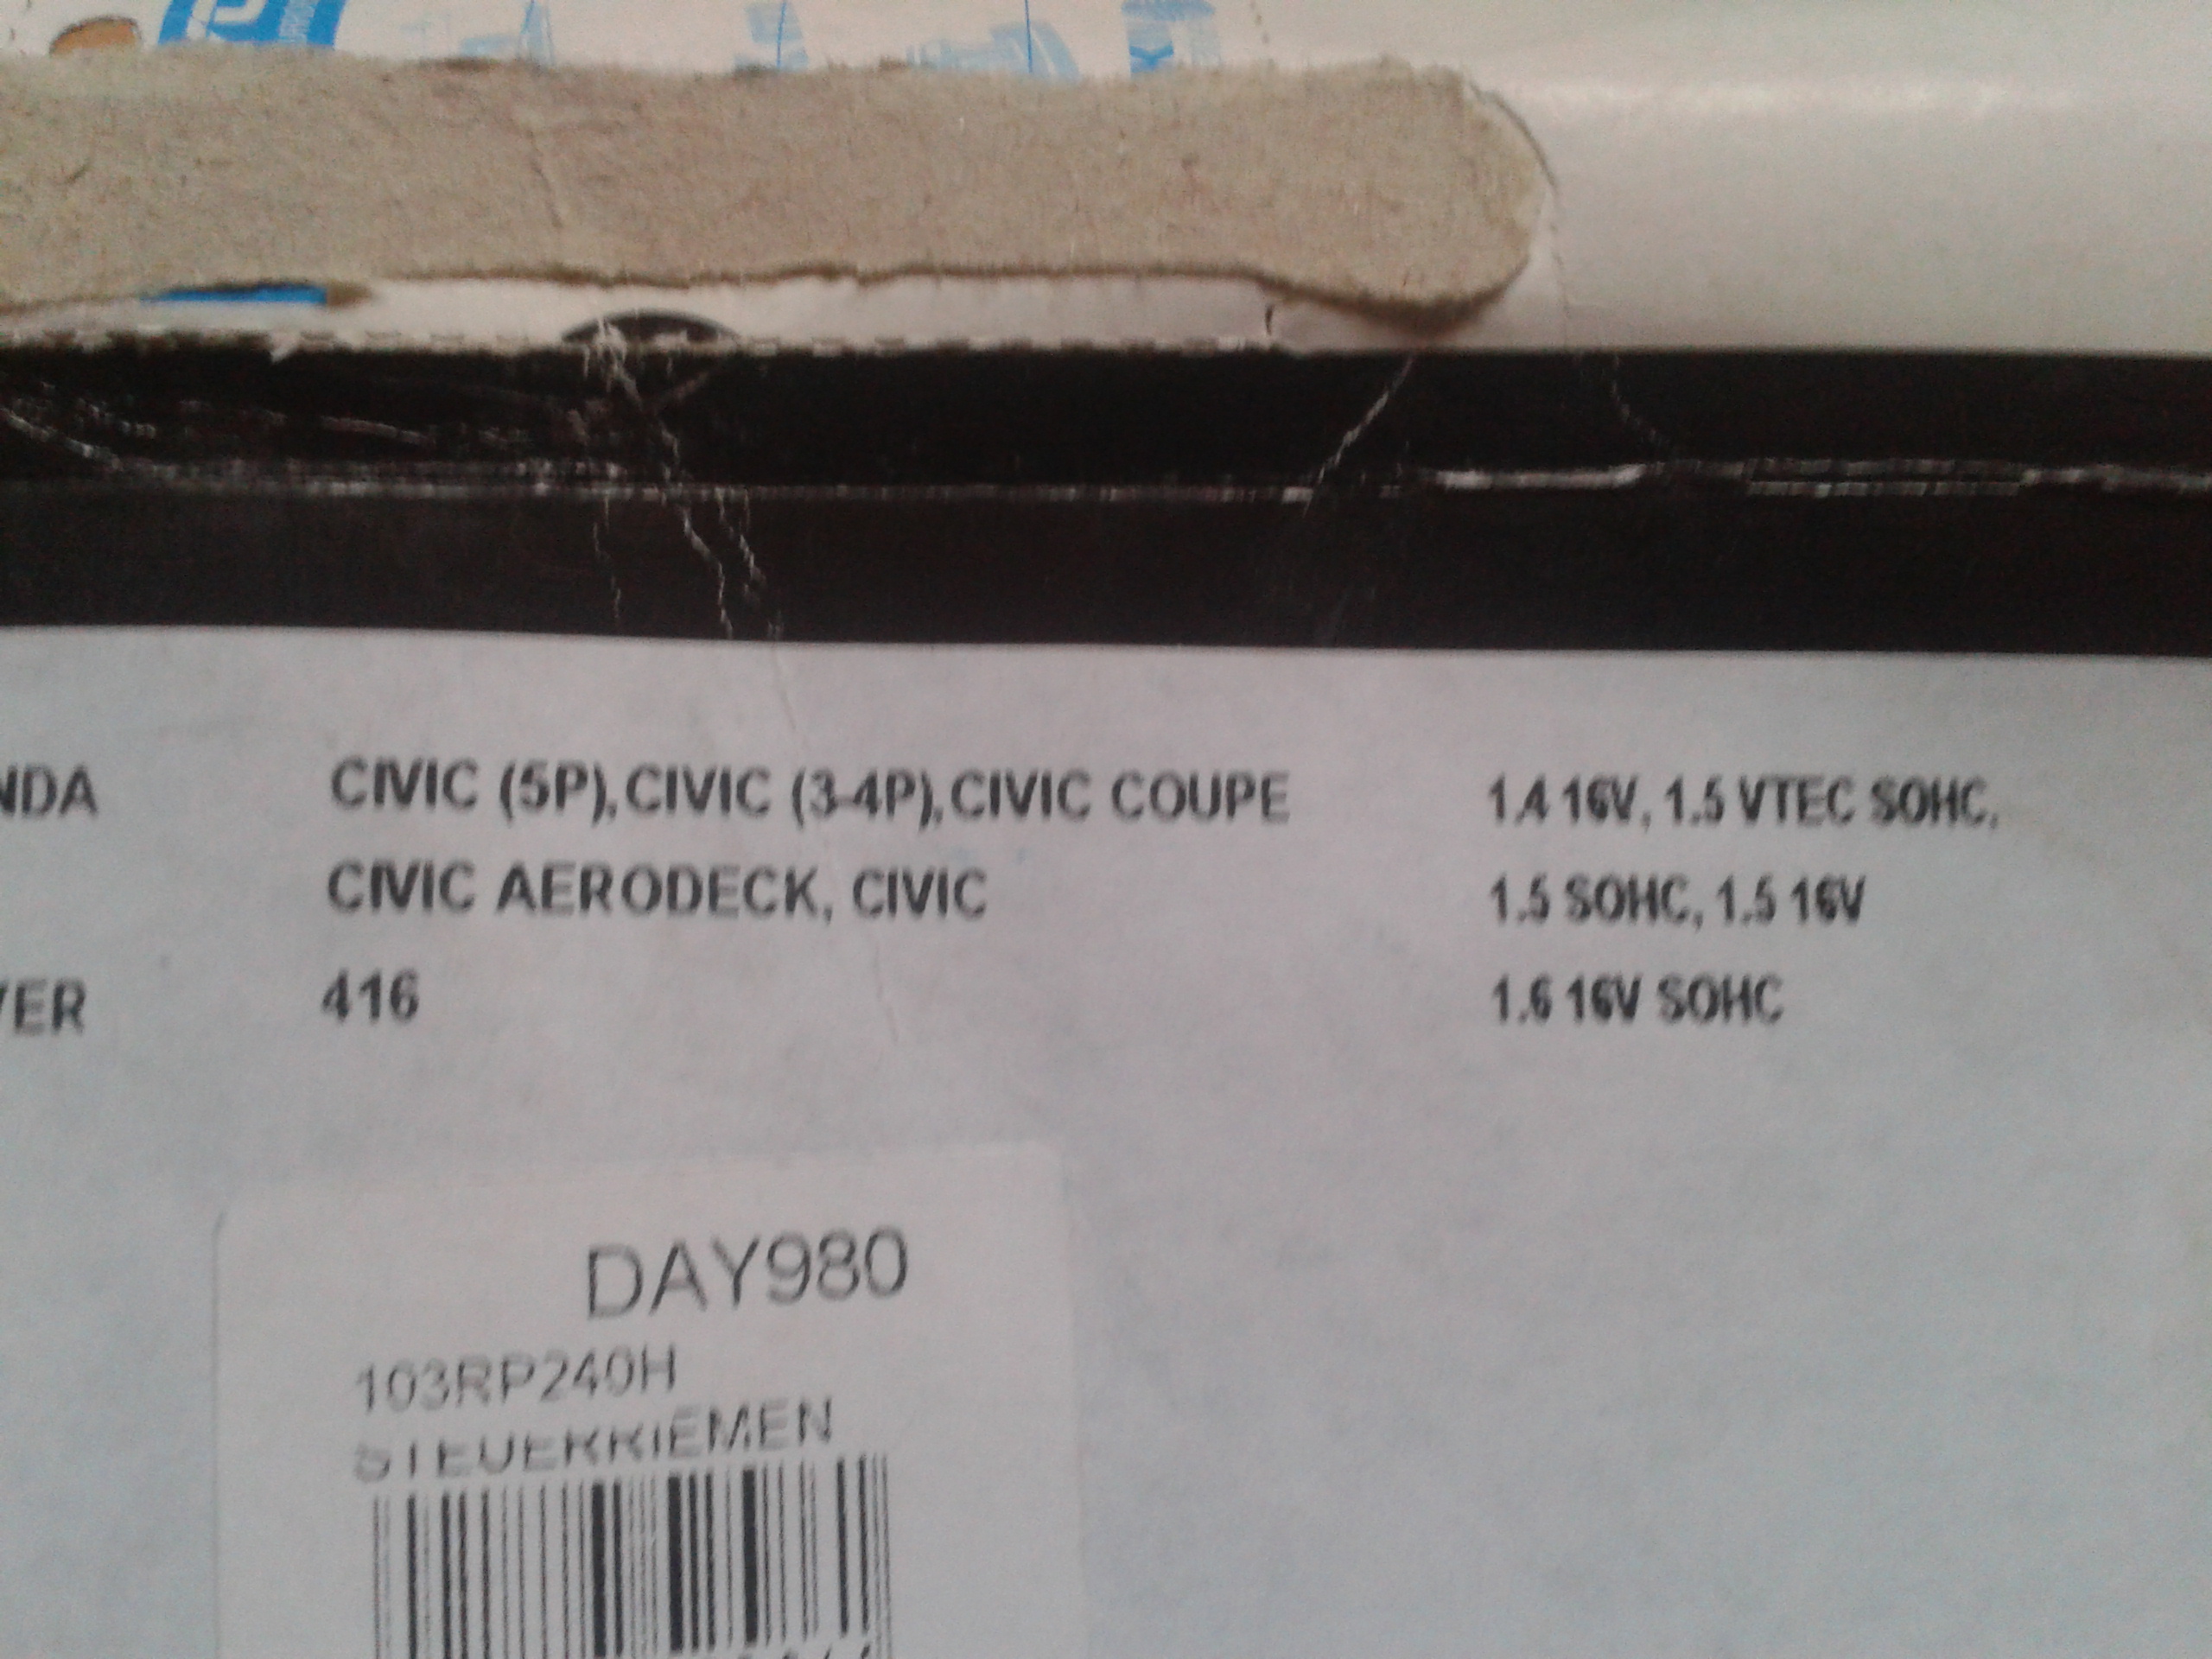 NDA CIVIC (5P),CIVIC (3-4P),CIVIC COUPE 1.4 16V, 1.5 VTEC SOHC,
CIVIC AERODECK, CIVIC 1.5 SOHC, 1.5 16V
VER 416 1.6 16V SOHC
DAY980
103RP240H
STEUERRIEMEN